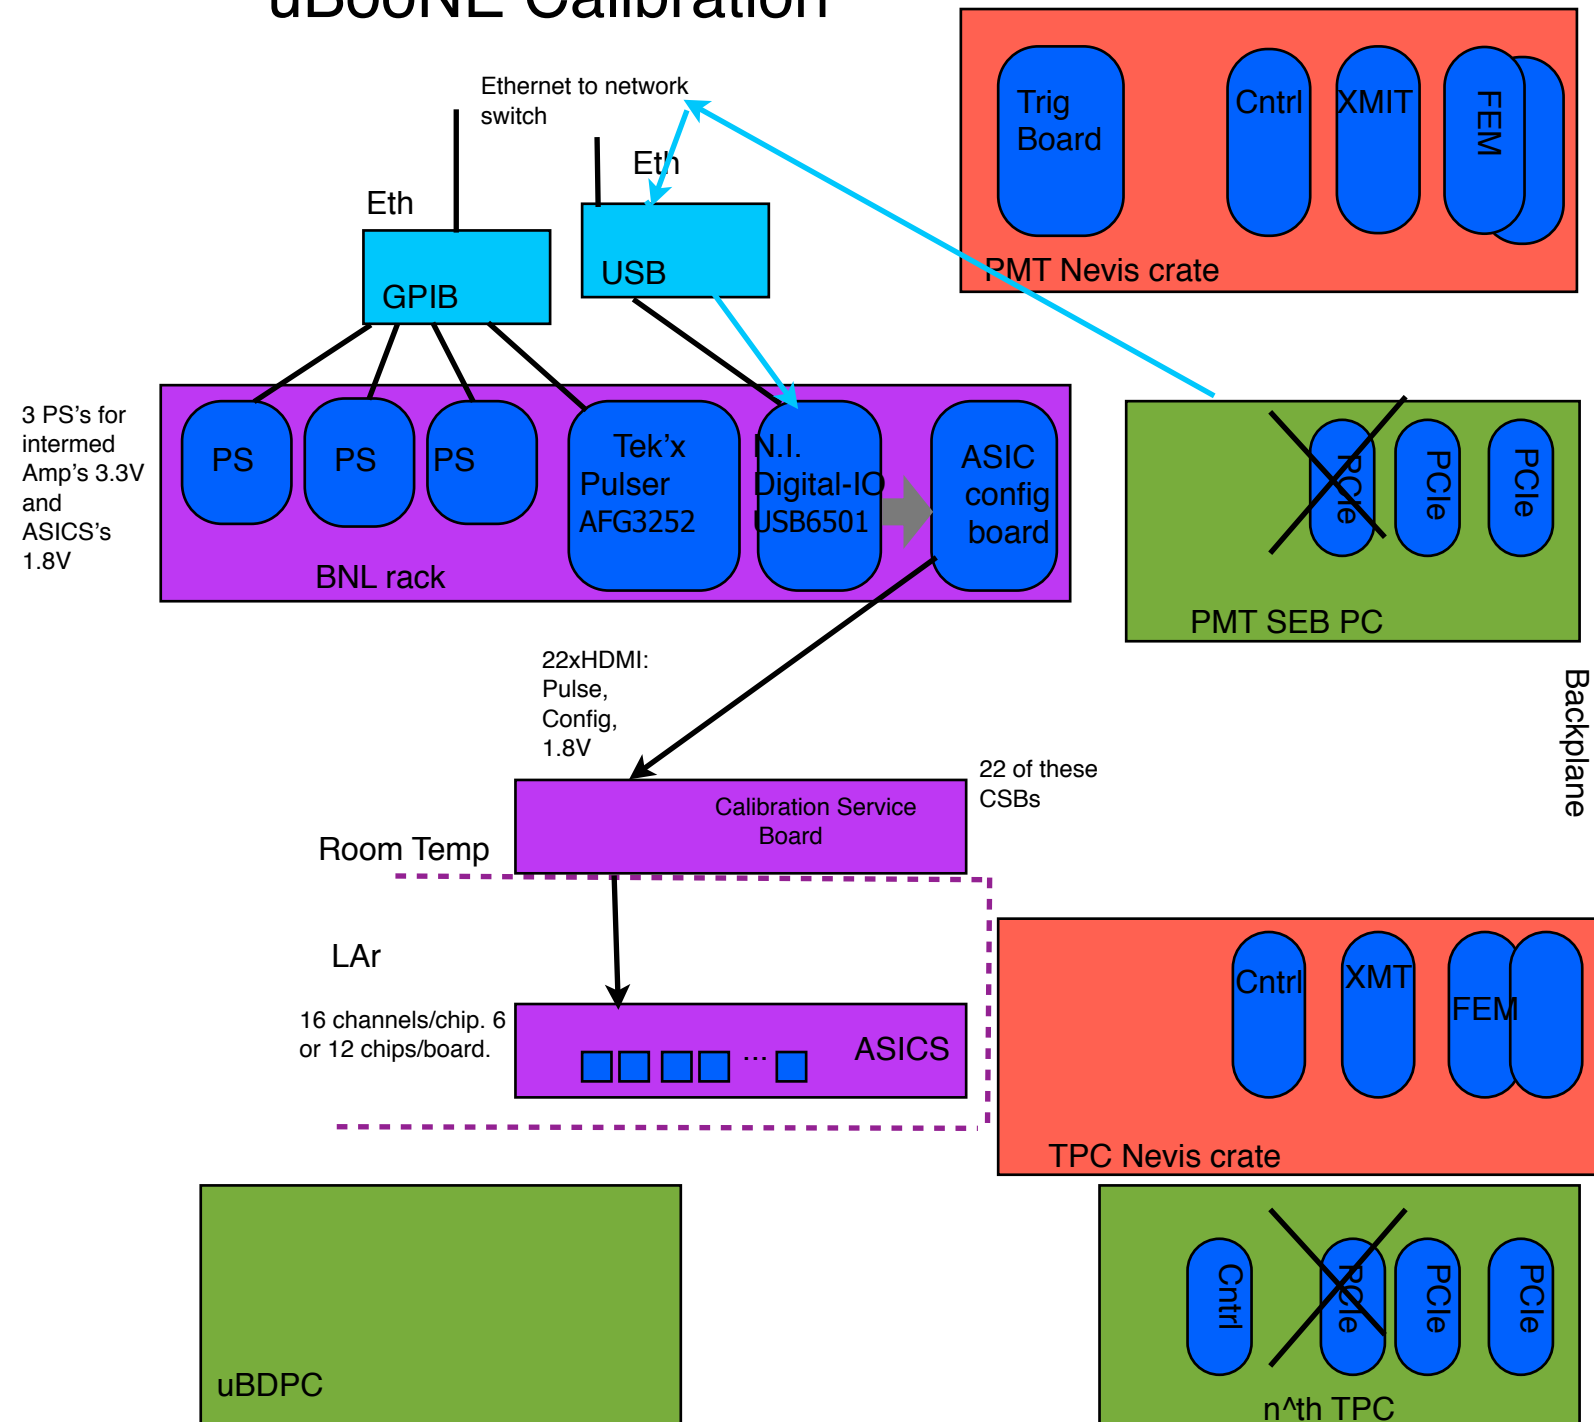 uBooNE Calibration
Ethernet to network
switch
Eth
Eth
GPIB
USB
Trig
Board
Cntrl
XMIT
FEM
PMT Nevis crate
3 PS's for
intermed
Amp's 3.3V
and
ASICS's
1.8V
PS
PS
PS
Tek'x
Pulser
AFG3252
N.I.
Digital-IO
USB6501
ASIC
config
board
BNL rack
PCIe
PCIe
PCIe
PMT SEB PC
Backplane
22xHDMI:
Pulse,
Config,
1.8V
22 of these
CSBs
Calibration Service
Board
Room Temp
LAr
16 channels/chip. 6
or 12 chips/board.
...
ASICS
Cntrl
XMT
FEM
TPC Nevis crate
uBDPC
Cntrl
PCIe
PCIe
PCIe
n^th TPC